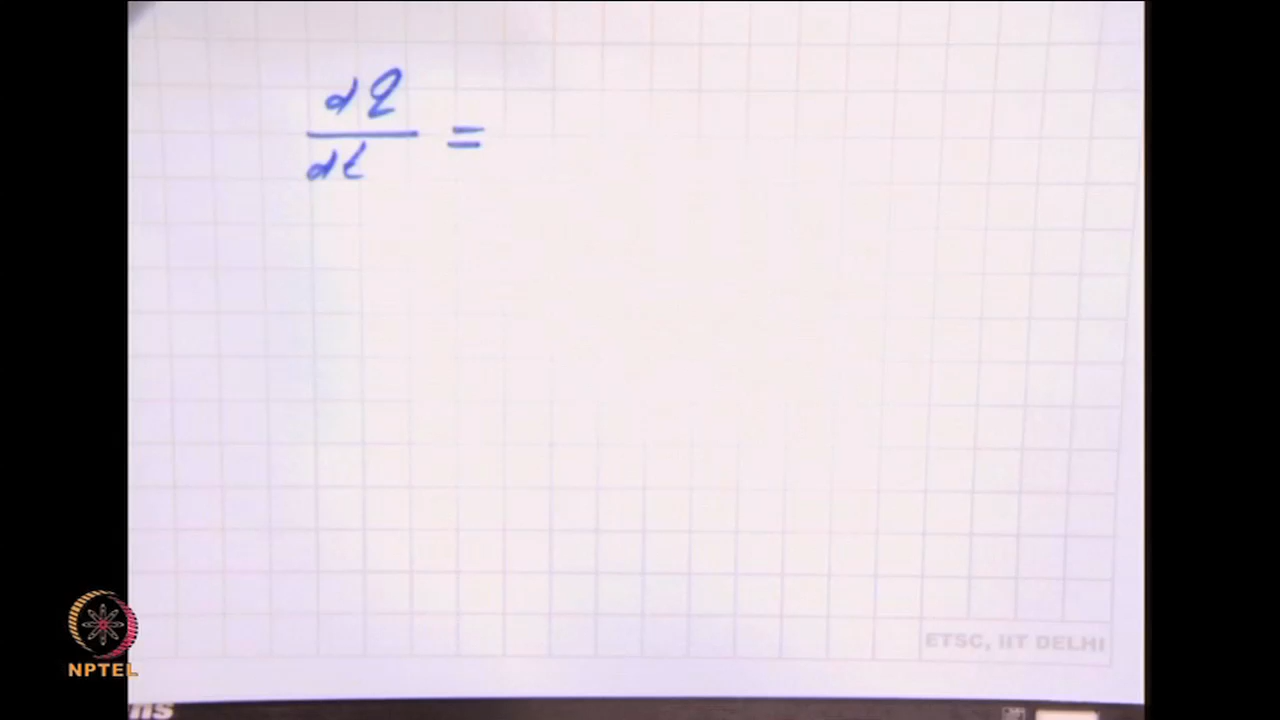 dq
dt =
ETSC, IIT DELHI
NPTEL